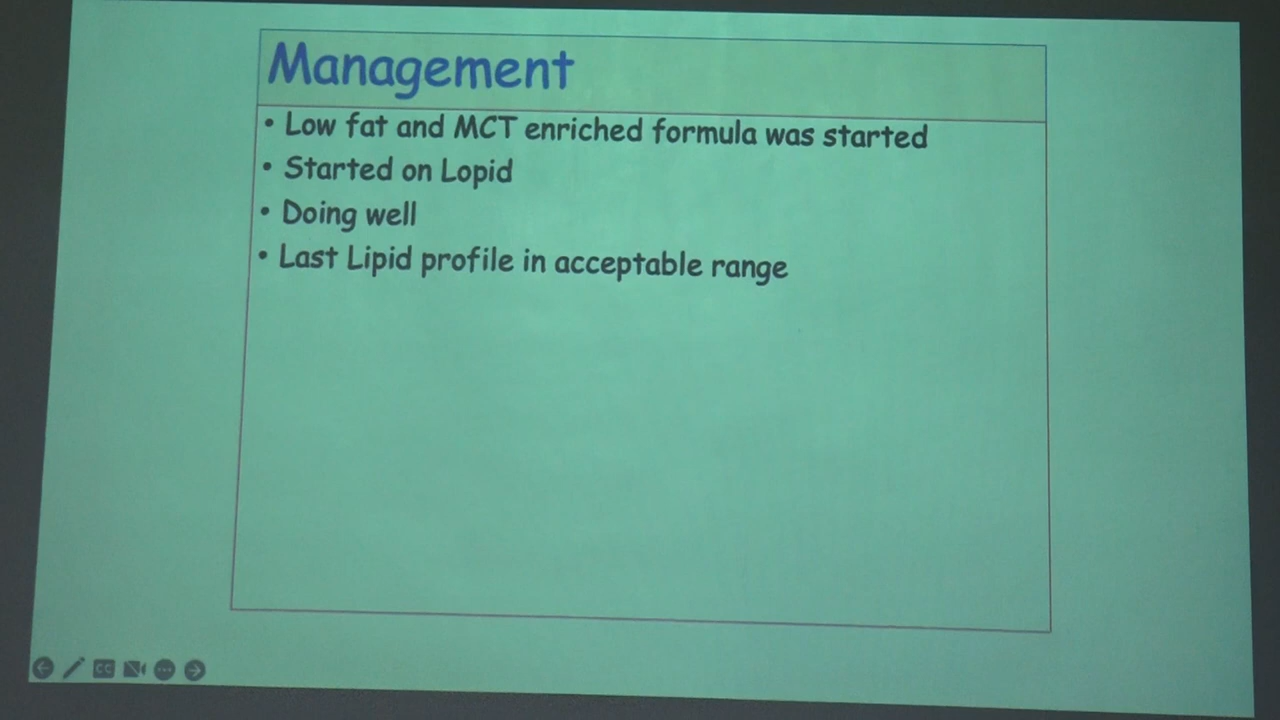 Management
• Low fat and MCT enriched formula was started
• Started on Lopid
• Doing well
• Last Lipid profile in acceptable range
CC